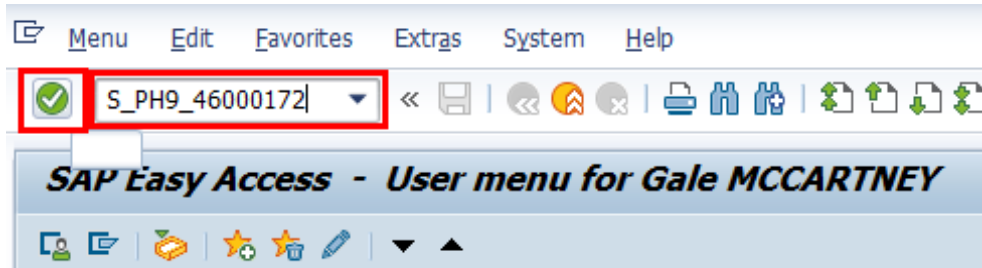 Menu Edit Favorites Extras System Help
S_PH9_46000172
SAP Easy Access - User menu for Gale MCCARTNEY